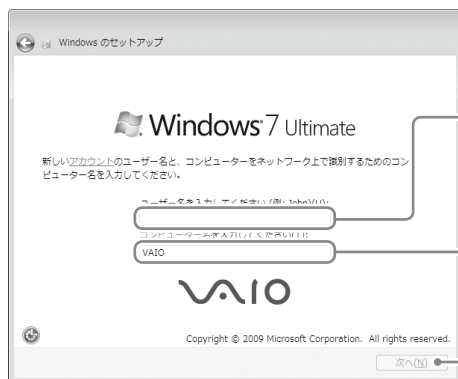 Windows のセットアップ
Windows 7 Ultimate
新しいアカウントのユーザー名と、コンピューターをネットワーク上で識別するためのコン
ピューター名を入力してください。
ユーザー名を入力してください (例: John)(U):
コンピューター名を入力してください(T):
VAIO
VAIO
Copyright © 2009 Microsoft Corporation. All rights reserved.
次へ(N)